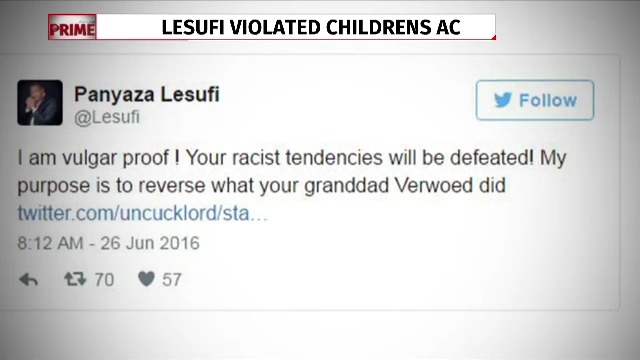 PRIME LESUFI VIOLATED CHILDRENS AC
Panyaza Lesufi
@Lesufi
Follow
I am vulgar proof ! Your racist tendencies will be defeated! My
purpose is to reverse what your granddad Verwoed did
twitter.com/uncucklord/sta…
8:12 AM - 26 Jun 2016
70 57